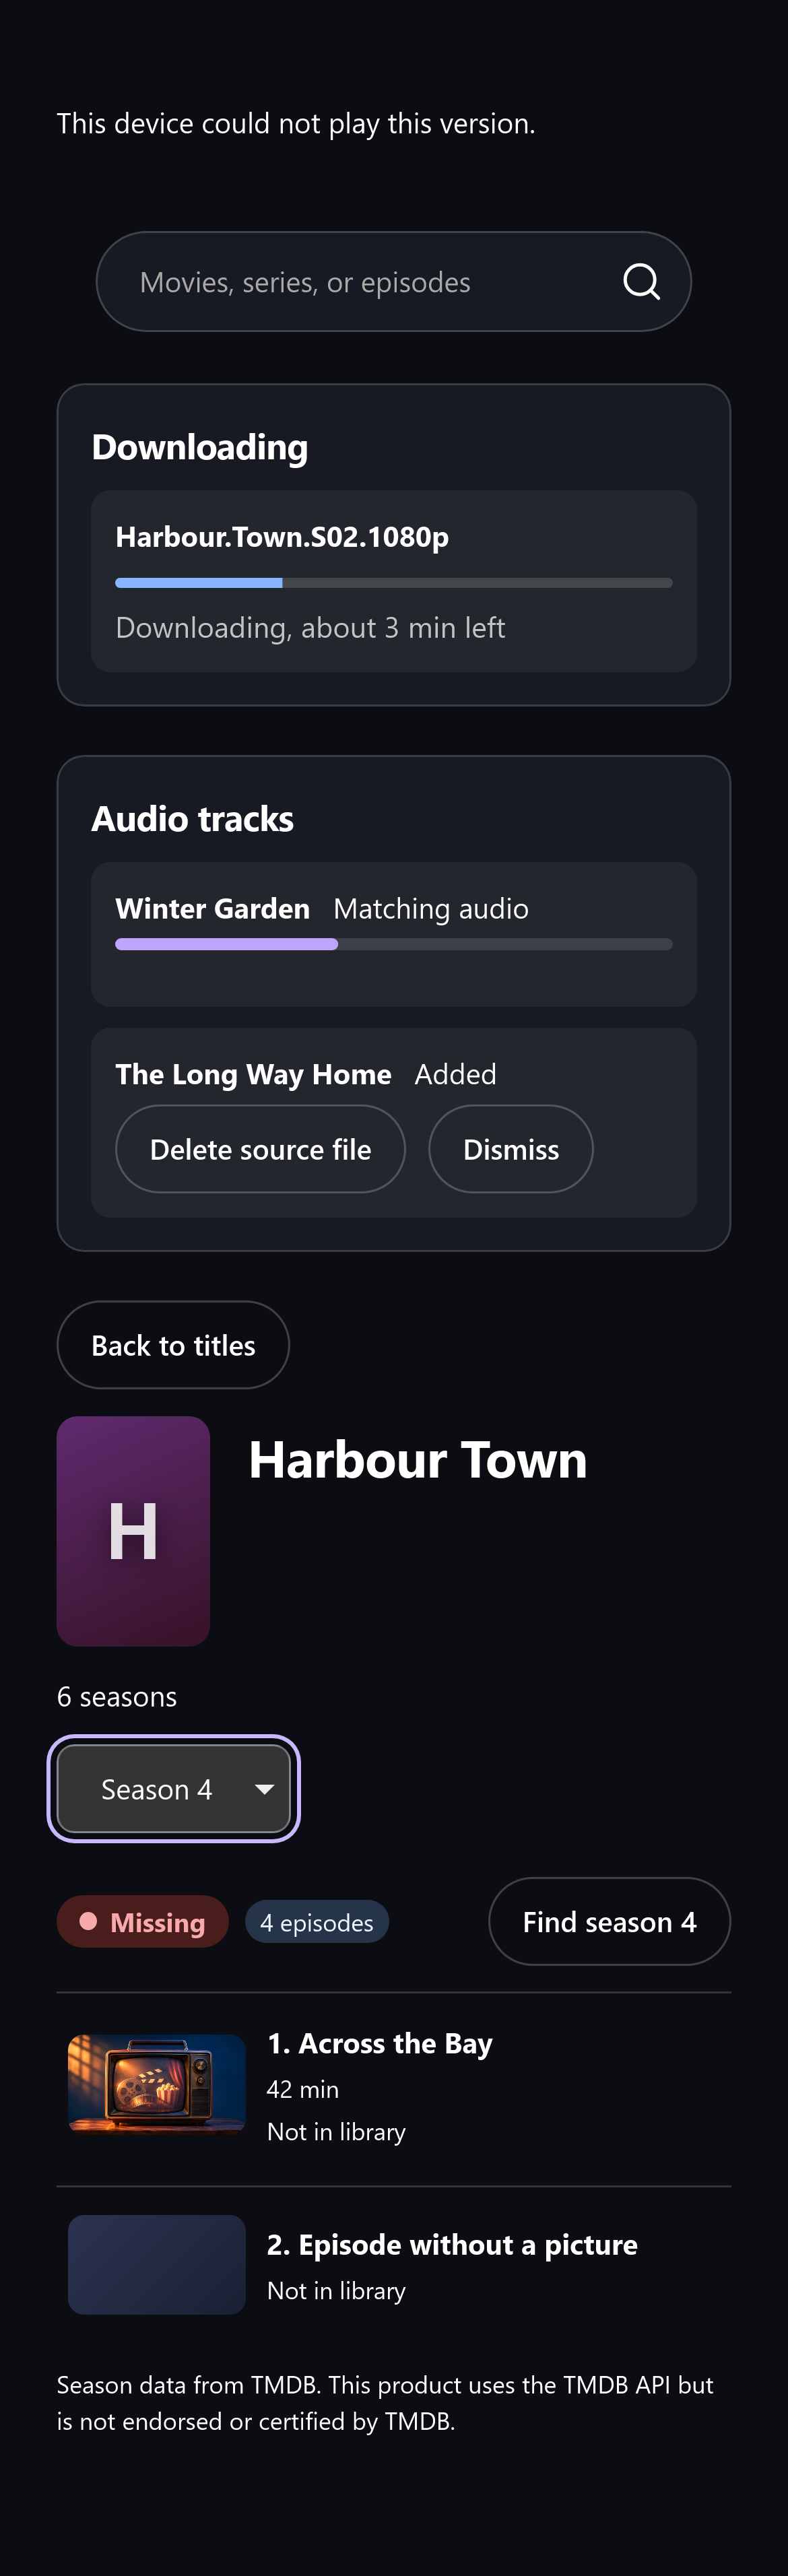 This device could not play this version.
Movies, series, or episodes
Downloading
Harbour.Town.S02.1080p
Downloading, about 3 min left
Audio tracks
Winter Garden Matching audio
The Long Way Home Added
Delete source file Dismiss
Back to titles
H
Harbour Town
6 seasons
Season 4
Missing 4 episodes Find season 4
1. Across the Bay
42 min
Not in library
2. Episode without a picture
Not in library
Season data from TMDB. This product uses the TMDB API but
is not endorsed or certified by TMDB.